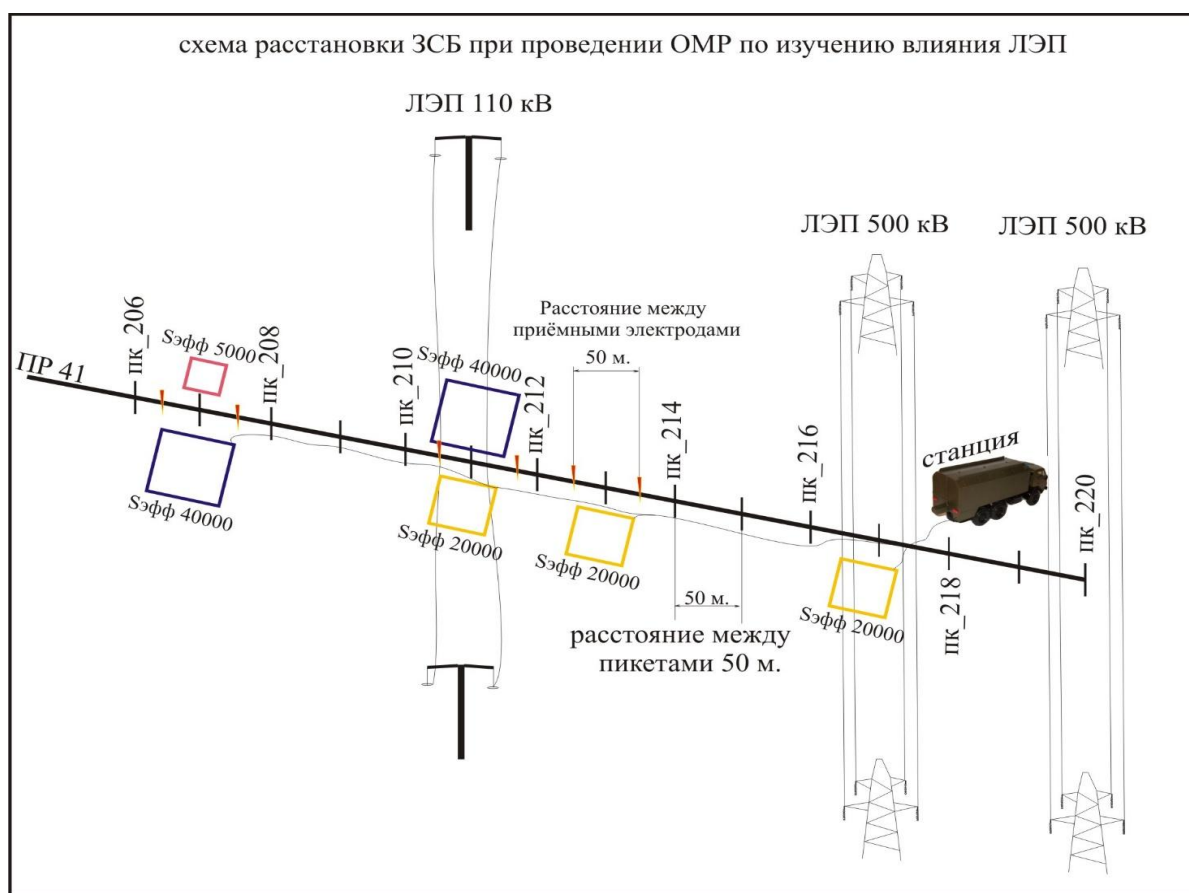 схема расстановки ЗСБ при проведении ОМР по изучению влияния ЛЭП
ЛЭП 110 кВ
ЛЭП 500 кВ
ЛЭП 500 кВ
ПР 41
пк_206
Sэфф 5000
пк_208
Sэфф 40000
пк_210
Sэфф 40000
пк_212
Sэфф 20000
Расстояние между
приёмными электродами
50 м.
Sэфф 20000
пк_214
50 м.
расстояние между
пикетами 50 м.
пк_216
Sэфф 20000
станция
пк_218
пк_220